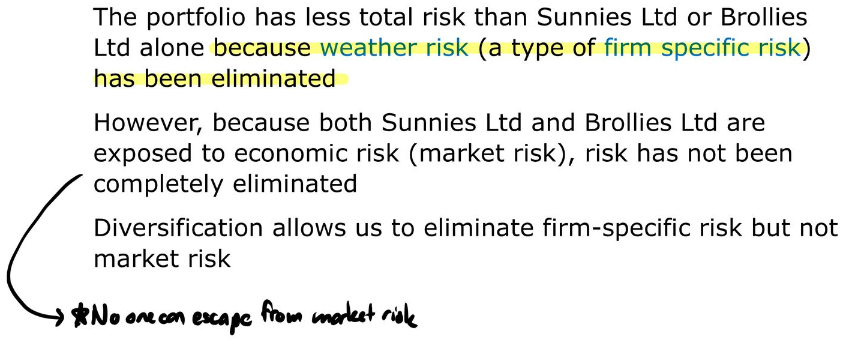 The portfolio has less total risk than Sunnies Ltd or Brollies
Ltd alone because weather risk (a type of firm specific risk)
has been eliminated
However, because both Sunnies Ltd and Brollies Ltd are
exposed to economic risk (market risk), risk has not been
completely eliminated
Diversification allows us to eliminate firm-specific risk but not
market risk
*No one can escape from market risk